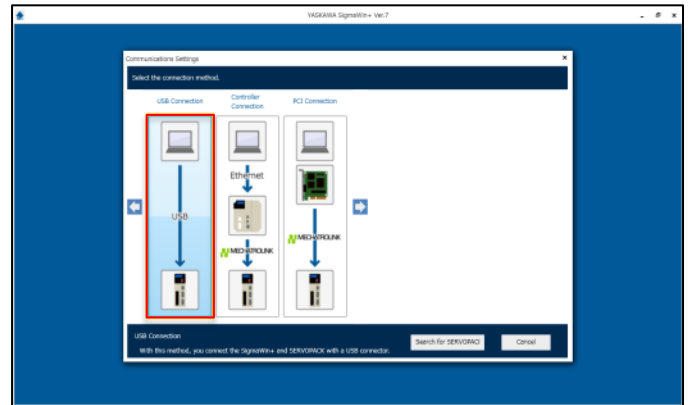 YASKAWA SigmaWin+ Ver.7
Communications Settings
Select the connection method.
USB Connection
Controller
Connection
PCI Connection
Ethernet
USB
MECHATROLINK
MECHATROLINK
USB Connection
With this method, you connect the SigmaWin+ and SERVOPACK with a USB connector.
Search for SERVOPACK
Cancel